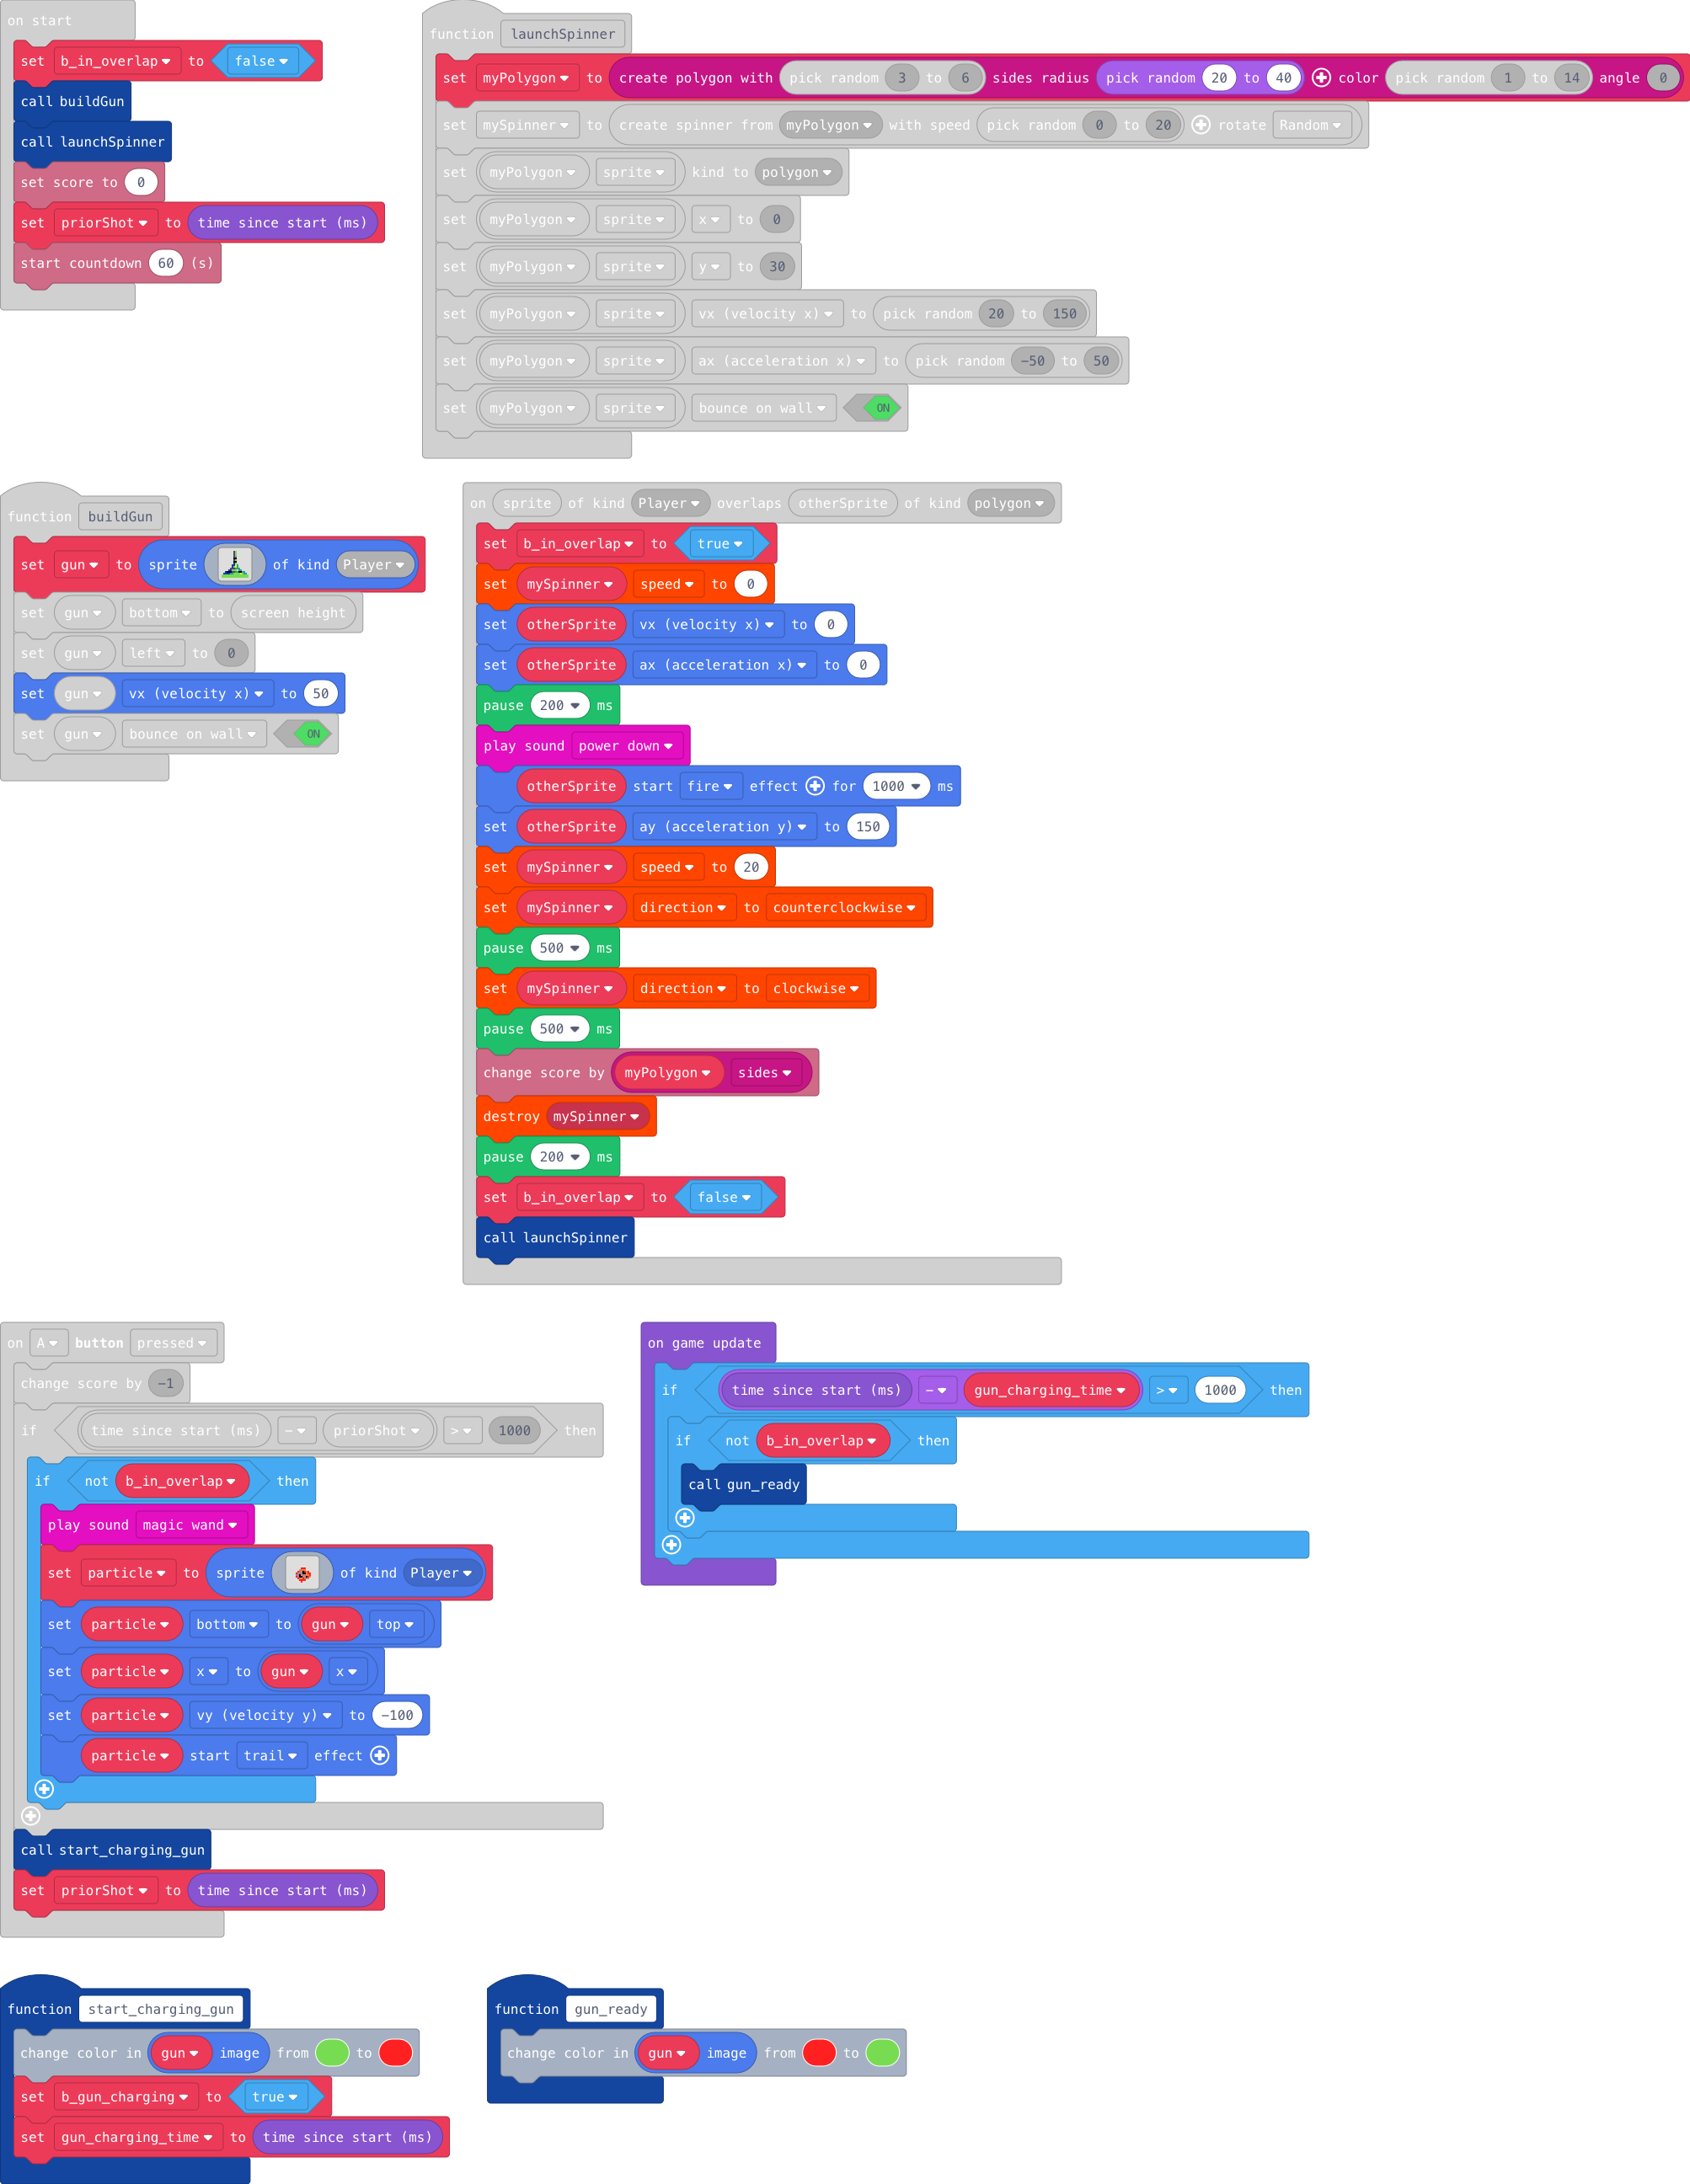 on start
set b_in_overlap to false
call buildGun
call launchSpinner
set score to 0
set priorShot to time since start (ms)
start countdown 60 (s)
function launchSpinner
set myPolygon to create polygon with pick random 3 to 6 sides radius pick random 20 to 40 color pick random 1 to 14 angle 0
set mySpinner to create spinner from myPolygon with speed pick random 0 to 20 rotate Random
set myPolygon sprite kind to polygon
set myPolygon sprite x to 0
set myPolygon sprite y to 30
set myPolygon sprite vx (velocity x) to pick random 20 to 150
set myPolygon sprite ax (acceleration x) to pick random -50 to 50
set myPolygon sprite bounce on wall ON
function buildGun
set gun to sprite of kind Player
set gun bottom to screen height
set gun left to 0
set gun vx (velocity x) to 50
set gun bounce on wall ON
on sprite of kind Player overlaps otherSprite of kind polygon
set b_in_overlap to true
set mySpinner speed to 0
set otherSprite vx (velocity x) to 0
set otherSprite ax (acceleration x) to 0
pause 200 ms
play sound power down
otherSprite start fire effect for 1000 ms
set otherSprite ay (acceleration y) to 150
set mySpinner speed to 20
set mySpinner direction to counterclockwise
pause 500 ms
set mySpinner direction to clockwise
pause 500 ms
change score by myPolygon sides
destroy mySpinner
pause 200 ms
set b_in_overlap to false
call launchSpinner
on A button pressed
change score by -1
if time since start (ms) - priorShot > 1000 then
if not b_in_overlap then
play sound magic wand
set particle to sprite of kind Player
set particle bottom to gun top
set particle x to gun x
set particle vy (velocity y) to -100
particle start trail effect
call start_charging_gun
set priorShot to time since start (ms)
on game update
if time since start (ms) - gun_charging_time > 1000 then
if not b_in_overlap then
call gun_ready
function start_charging_gun
change color in gun image from to
set b_gun_charging to true
set gun_charging_time to time since start (ms)
function gun_ready
change color in gun image from to